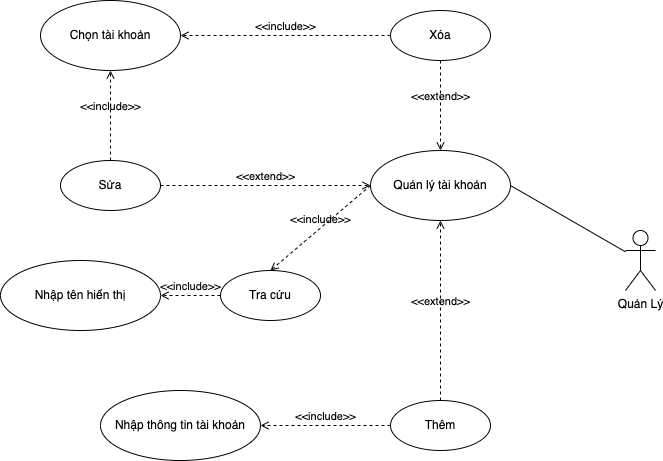 Chọn tài khoản
<<include>>
Xóa
<<include>>
<<extend>>
Sửa
<<extend>>
Quản lý tài khoản
<<include>>
Nhập tên hiển thị
<<include>>
Tra cứu
<<extend>>
Quản Lý
Nhập thông tin tài khoản
<<include>>
Thêm